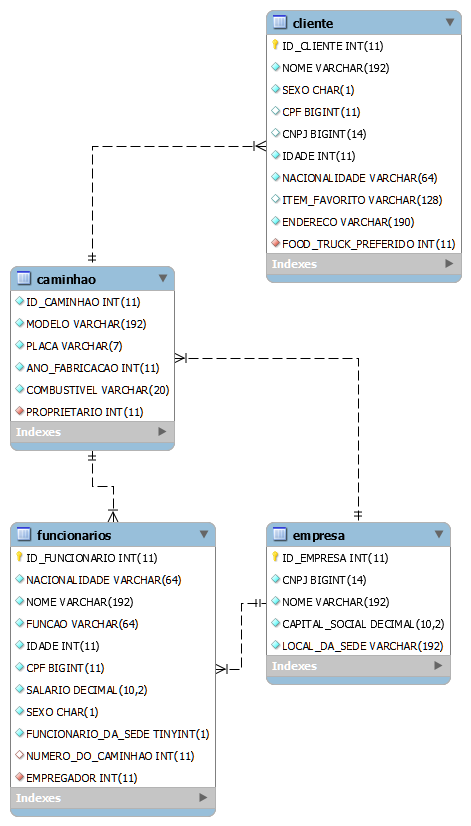 cliente
ID_CLIENTE INT(11)
NOME VARCHAR(192)
SEXO CHAR(1)
CPF BIGINT(11)
CNPJ BIGINT(14)
IDADE INT(11)
NACIONALIDADE VARCHAR(64)
ITEM_FAVORITO VARCHAR(128)
ENDERECO VARCHAR(190)
FOOD_TRUCK_PREFERIDO INT(11)
Indexes
caminhao
ID_CAMINHAO INT(11)
MODELO VARCHAR(192)
PLACA VARCHAR(7)
ANO_FABRICACAO INT(11)
COMBUSTIVEL VARCHAR(20)
PROPRIETARIO INT(11)
Indexes
funcionarios
ID_FUNCIONARIO INT(11)
NACIONALIDADE VARCHAR(64)
NOME VARCHAR(192)
FUNCAO VARCHAR(64)
IDADE INT(11)
CPF BIGINT(11)
SALARIO DECIMAL(10,2)
SEXO CHAR(1)
FUNCIONARIO_DA_SEDE TINYINT(1)
NUMERO_DO_CAMINHAO INT(11)
EMPREGADOR INT(11)
Indexes
empresa
ID_EMPRESA INT(11)
CNPJ BIGINT(14)
NOME VARCHAR(192)
CAPITAL_SOCIAL DECIMAL(10,2)
LOCAL_DA_SEDE VARCHAR(192)
Indexes